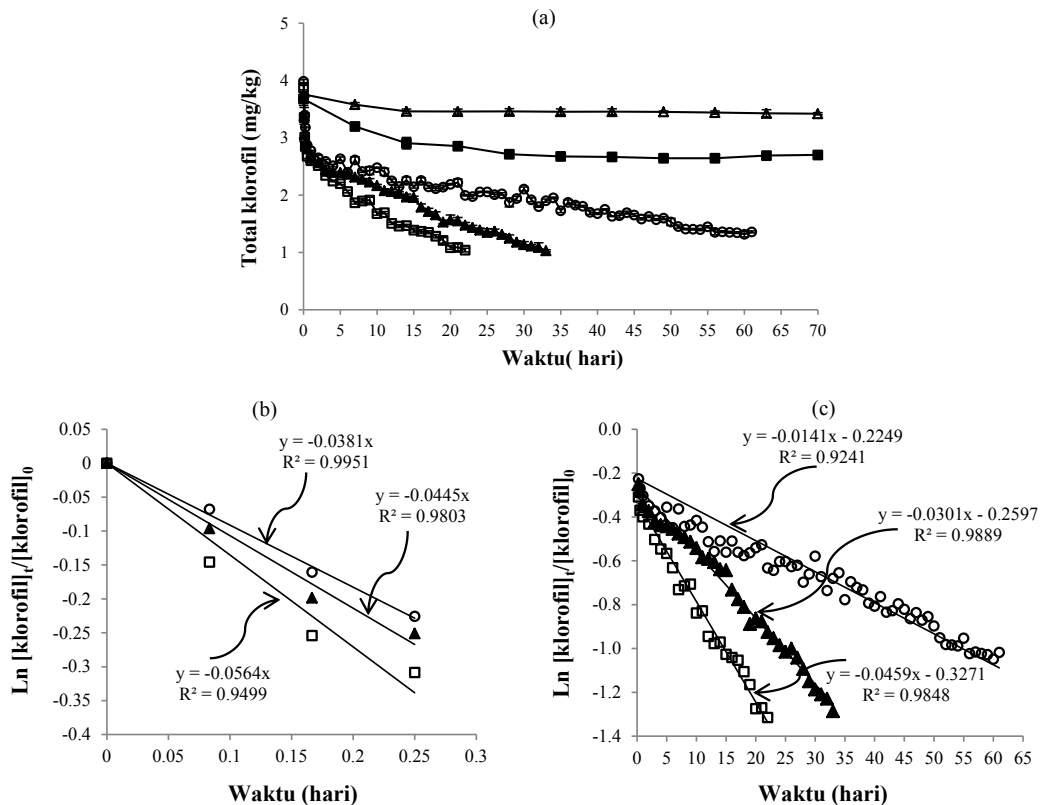 (a)
Total klorofil (mg/kg)
5
4
3
2
1
0
0 5 10 15 20 25 30 35 40 45 50 55 60 65 70
Waktu( hari)
(b)
Ln [klorofil]t/[klorofil]0
0.05
0
-0.05
-0.1
-0.15
-0.2
-0.25
-0.3
-0.35
-0.4
y = -0.0381x
R² = 0.9951
y = -0.0445x
R² = 0.9803
y = -0.0564x
R² = 0.9499
0 0.05 0.1 0.15 0.2 0.25 0.3
Waktu (hari)
(c)
Ln [klorofil]t/[klorofil]0
0.0
-0.2
-0.4
-0.6
-0.8
-1.0
-1.2
-1.4
y = -0.0141x - 0.2249
R² = 0.9241
y = -0.0301x - 0.2597
R² = 0.9889
y = -0.0459x - 0.3271
R² = 0.9848
0 5 10 15 20 25 30 35 40 45 50 55 60 65
Waktu (hari)